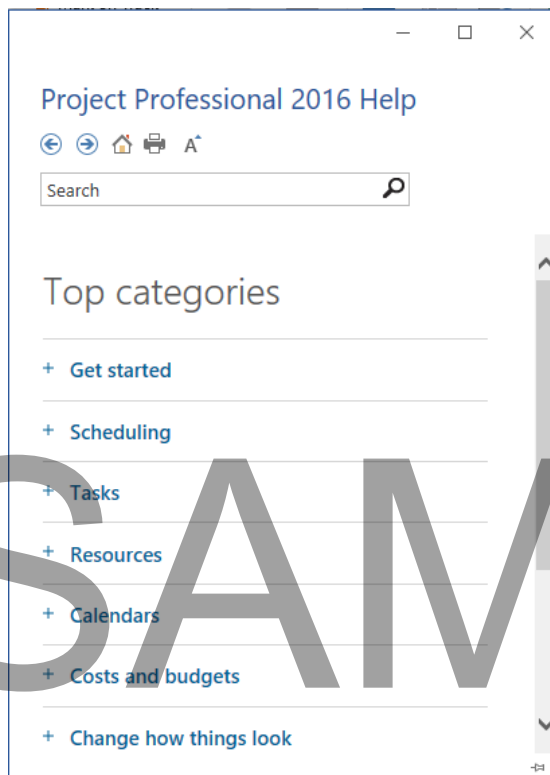 Project Professional 2016 Help
A
Search
Top categories
+ Get started
+ Scheduling
+ Tasks
+ Resources
+ Calendars
+ Costs and budgets
+ Change how things look
SAM